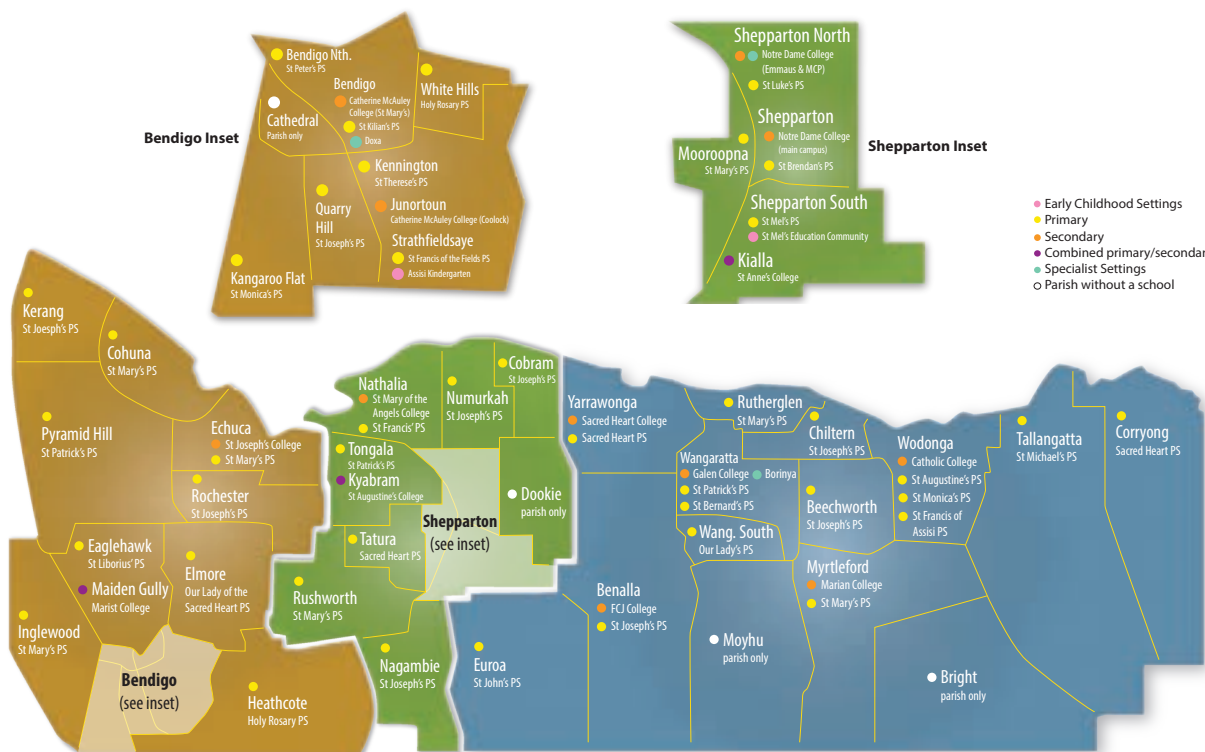 Bendigo Inset
Bendigo Nth.
St Peter's PS
Cathedral
Parish only
Bendigo
Catherine McAuley
College (St Mary's)
St Kilian's PS
Doxa
White Hills
Holy Rosary PS
Kennington
St Therese's PS
Quarry
Hill
St Joseph's PS
Junortoun
Catherine McAuley College (Coolock)
Strathfieldsaye
St Francis of the Fields PS
Assisi Kindergarten
Kangaroo Flat
St Monica's PS
Shepparton Inset
Shepparton North
Notre Dame College
(Emmaus & MCP)
St Luke's PS
Shepparton
Notre Dame College
(main campus)
St Brendan's PS
Mooroopna
St Mary's PS
Shepparton South
St Mel's PS
St Mel's Education Community
Kialla
St Anne's College
Early Childhood Settings
Primary
Secondary
Combined primary/secondar
Specialist Settings
Parish without a school
Kerang
St Joesph's PS
Cohuna
St Mary's PS
Pyramid Hill
St Patrick's PS
Echuca
St Joseph's College
St Mary's PS
Rochester
St Joseph's PS
Eaglehawk
St Liborius' PS
Maiden Gully
Marist College
Elmore
Our Lady of the
Sacred Heart PS
Inglewood
St Mary's PS
Bendigo
(see inset)
Heathcote
Holy Rosary PS
Nathalia
St Mary of the
Angels College
St Francis' PS
Numurkah
St Joseph's PS
Cobram
St Joseph's PS
Tongala
St Patrick's PS
Kyabram
St Augustine's College
Dookie
parish only
Shepparton
(see inset)
Tatura
Sacred Heart PS
Rushworth
St Mary's PS
Nagambie
St Joseph's PS
Yarrawonga
Sacred Heart College
Sacred Heart PS
Rutherglen
St Mary's PS
Chiltern
St Joseph's PS
Wodonga
Catholic College
St Augustine's PS
St Monica's PS
St Francis of
Assisi PS
Tallangatta
St Michael's PS
Corryong
Sacred Heart PS
Wangaratta
Galen College
Borinya
St Patrick's PS
St Bernard's PS
Beechworth
St Joseph's PS
Wang. South
Our Lady's PS
Myrtleford
Marian College
St Mary's PS
Benalla
FCJ College
St Joseph's PS
Euroa
St John's PS
Moyhu
parish only
Bright
parish only